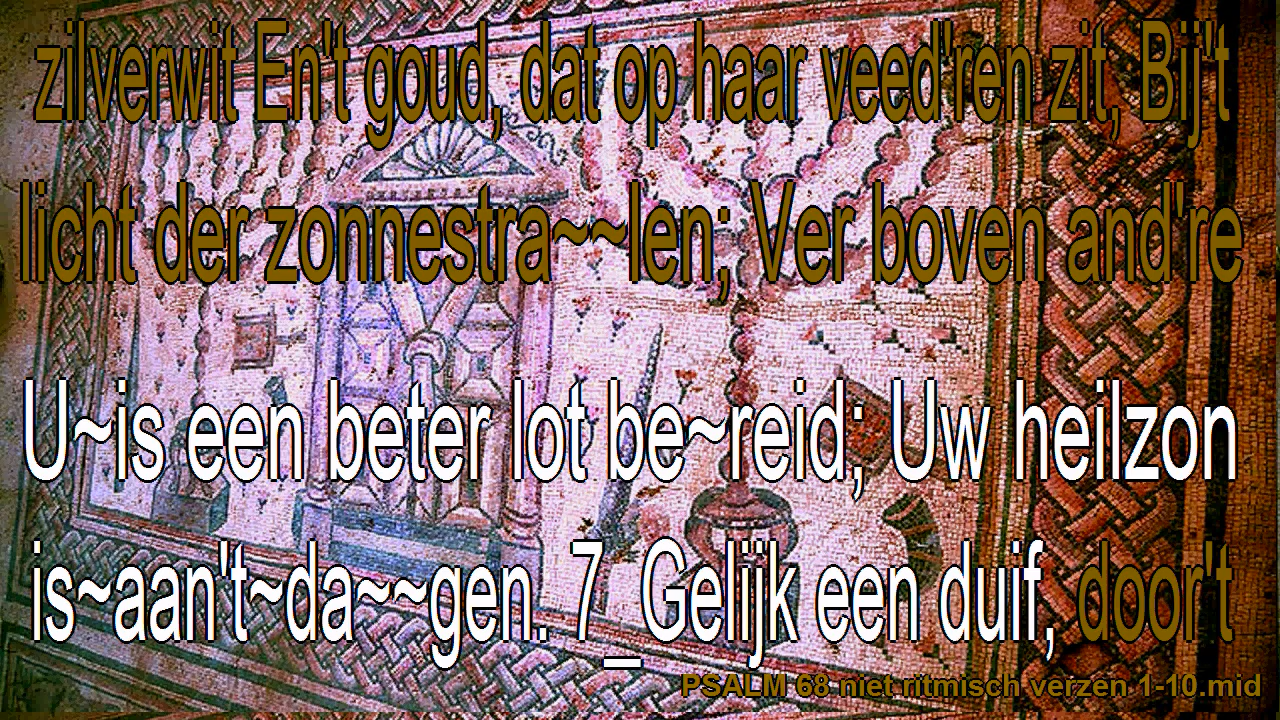 zilverwit En't goud, dat op haar veed'ren zit, Bij't
licht der zonnestra~~len; Ver boven and're
U~is een beter lot be~reid; Uw heilzon
is~aan't~da~~gen. 7_Gelijk een duif, door't
PSALM 68 niet ritmisch verzen 1-10.mid